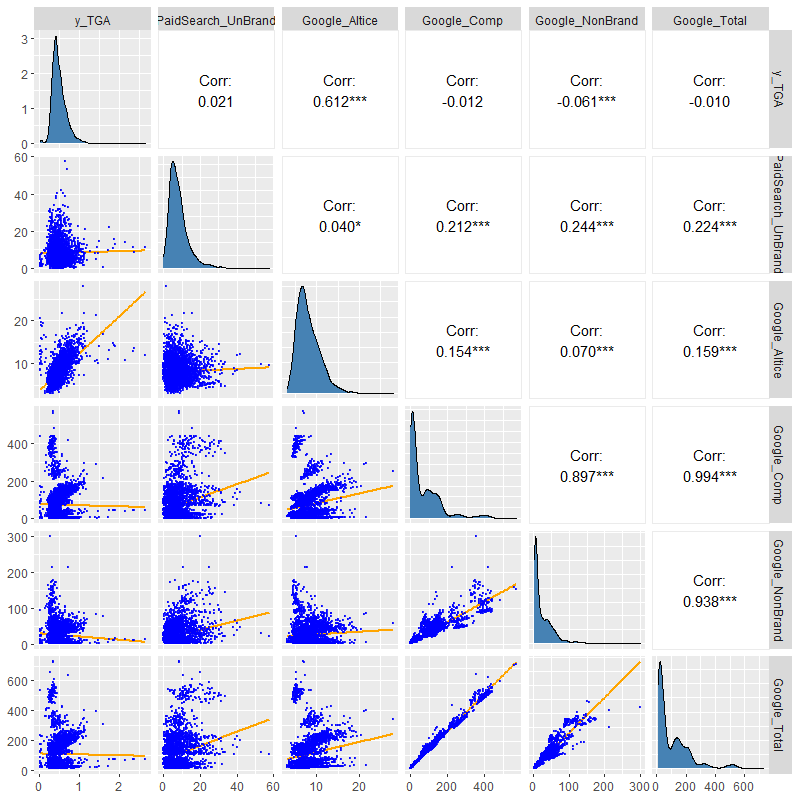 y_TGA PaidSearch_UnBrand Google_Altice Google_Comp Google_NonBrand Google_Total
3
2
1
0
Corr:
0.021
Corr:
0.612***
Corr:
-0.012
Corr:
-0.061***
Corr:
-0.010
y_TGA
60
40
20
0
Corr:
0.040*
Corr:
0.212***
Corr:
0.244***
Corr:
0.224***
PaidSearch_UnBrand
20
10
Corr:
0.154***
Corr:
0.070***
Corr:
0.159***
Google_Altice
400
200
0
Corr:
0.897***
Corr:
0.994***
Google_Comp
300
200
100
0
Corr:
0.938***
Google_NonBrand
600
400
200
0
Google_Total
0 1 2 0 20 40 60 10 20 0 200 400 0 100 200 300 0 200 400 600